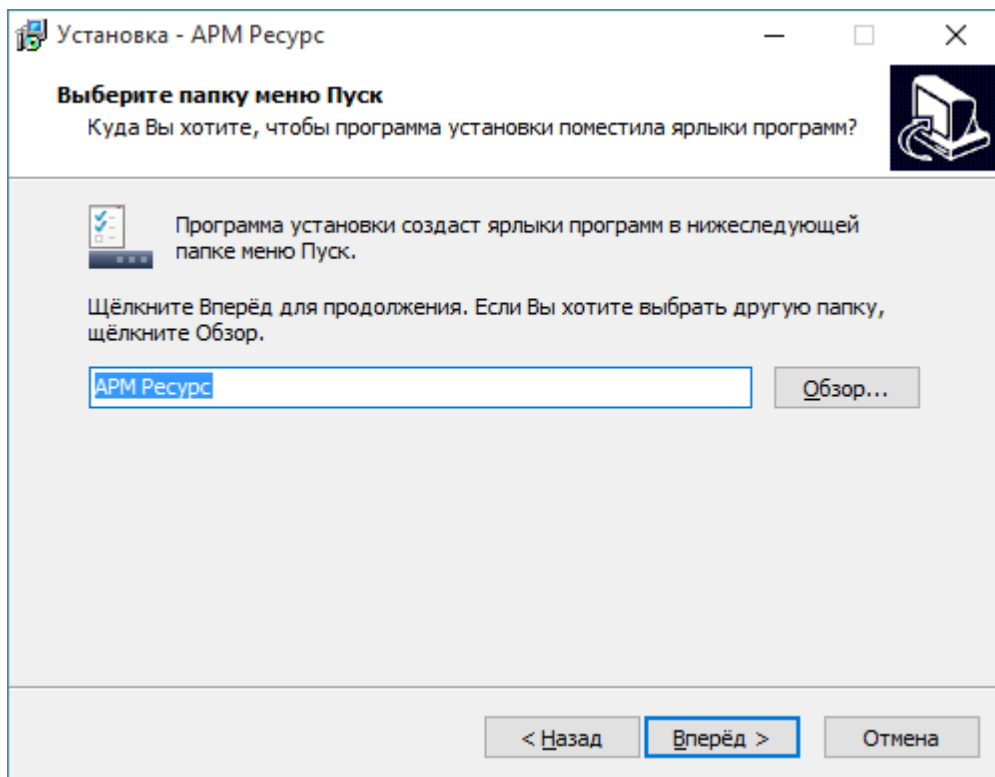 Установка - АРМ Ресурс
Выберите папку меню Пуск
Куда Вы хотите, чтобы программа установки поместила ярлыки программ?
Программа установки создаст ярлыки программ в нижеследующей
папке меню Пуск.
Щёлкните Вперёд для продолжения. Если Вы хотите выбрать другую папку,
щёлкните Обзор.
АРМ Ресурс
Обзор...
< Назад
Вперёд >
Отмена